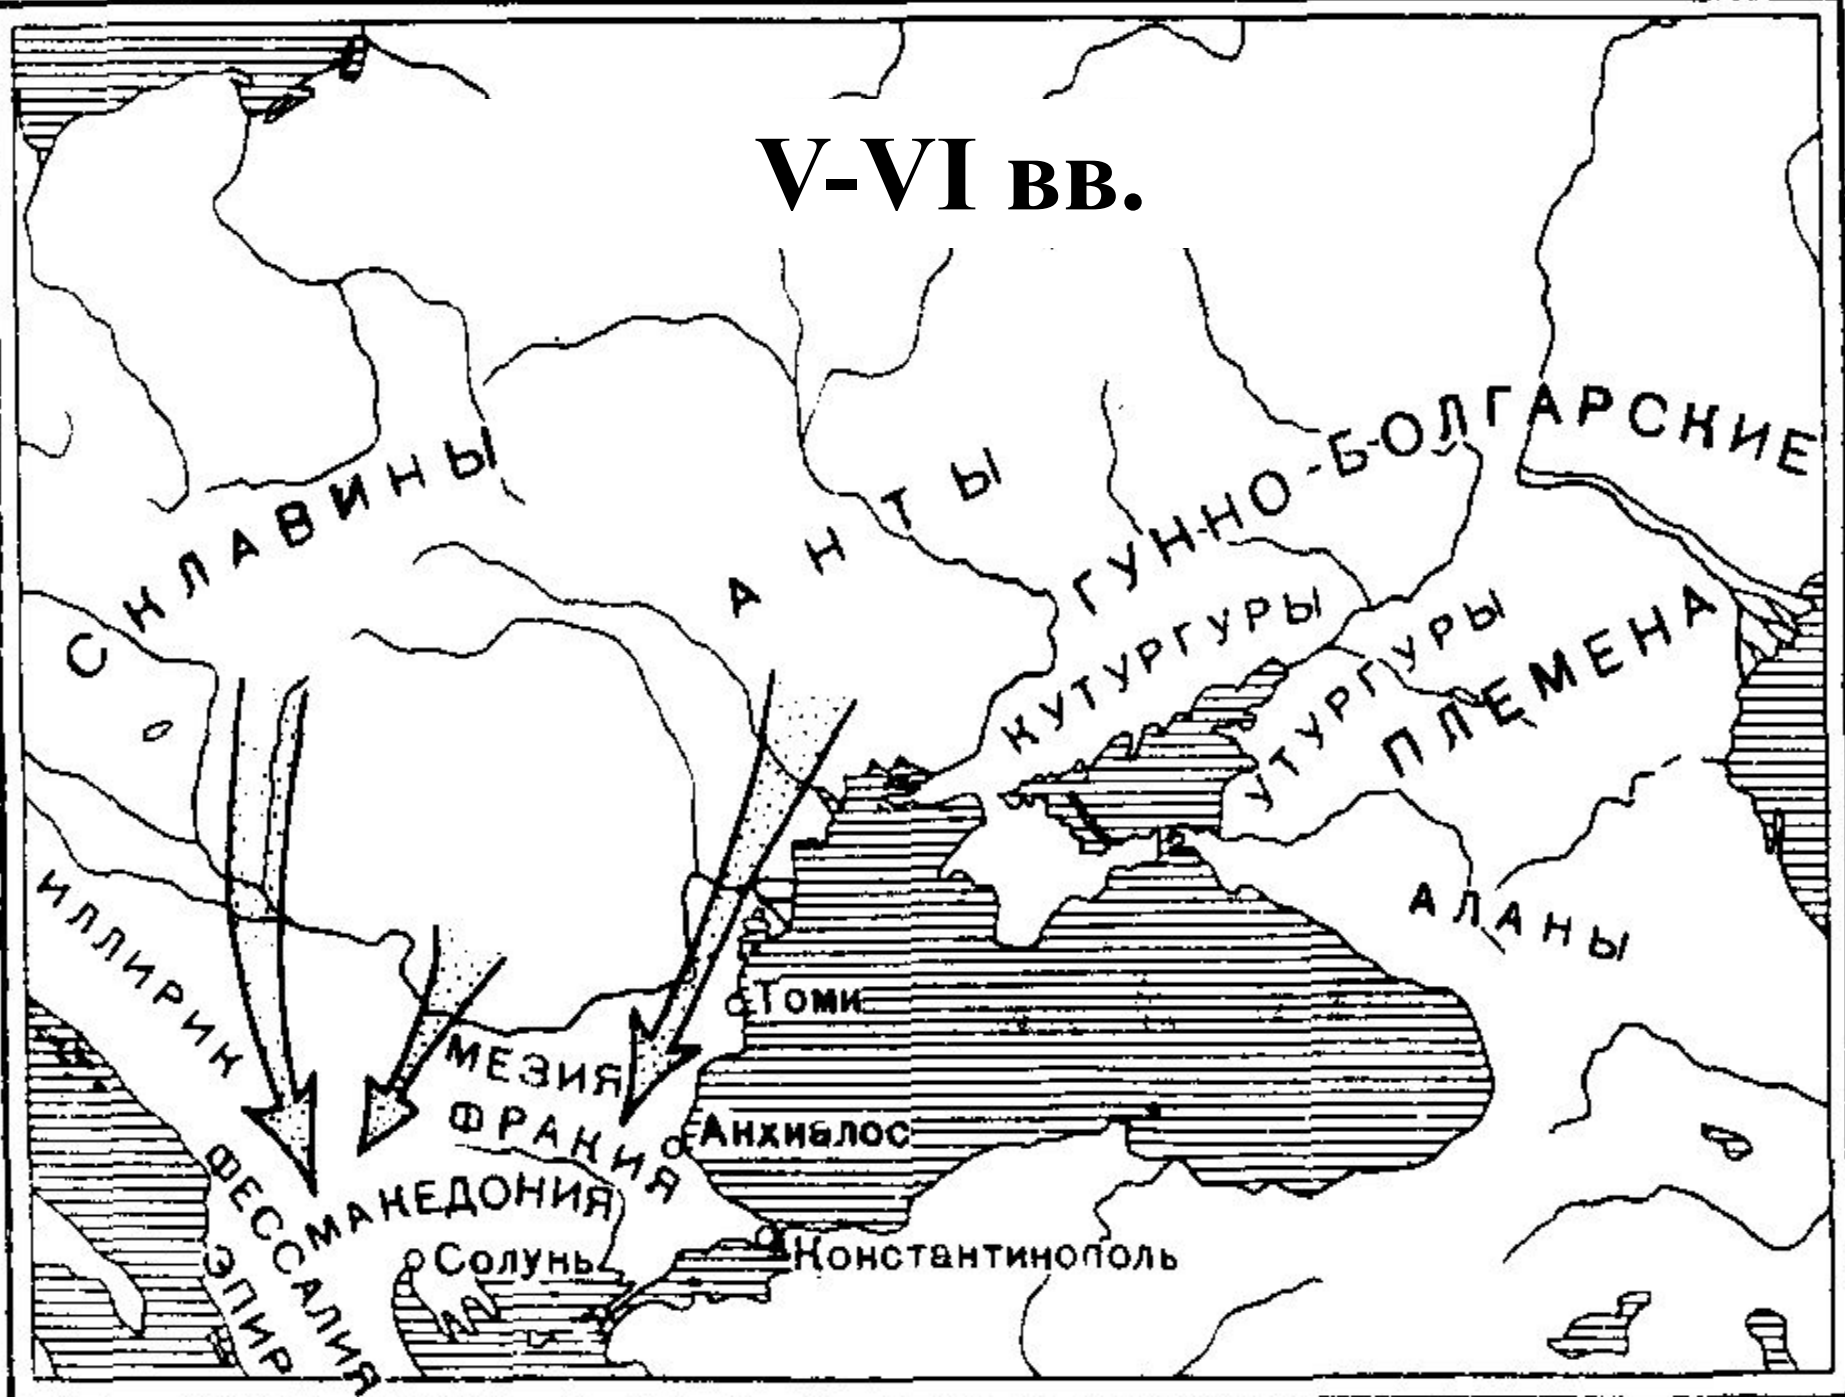 V-VI вв.
СКЛАВИНЫ
АНТЫ
ГУННО-БОЛГАРСКИЕ
ПЛЕМЕНА
КУТУРГУРЫ
УТУРГУРЫ
АЛАНЫ
ИЛЛИРИК
Томи
МЕЗИЯ
ФРАКИЯ
Анхиалос
МАКЕДОНИЯ
ФЕССАЛИЯ
ЭПИР
Солунь
Константинополь